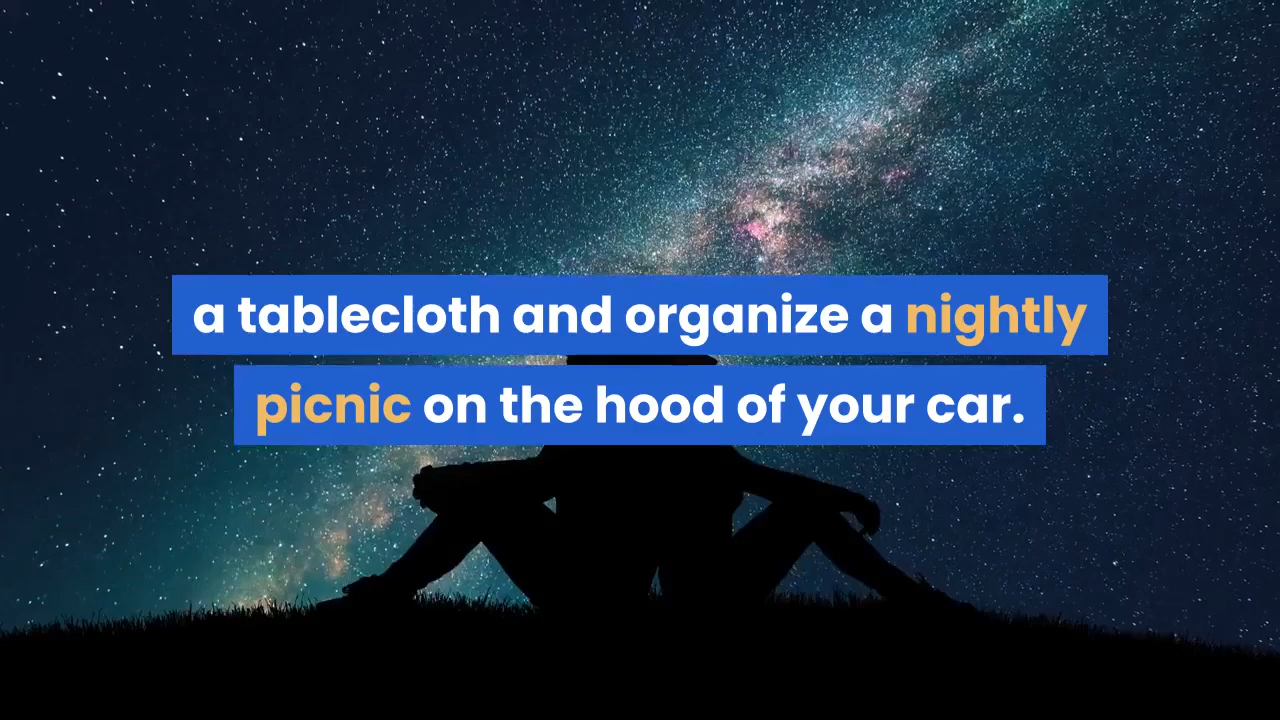 a tablecloth and organize a nightly
picnic on the hood of your car.